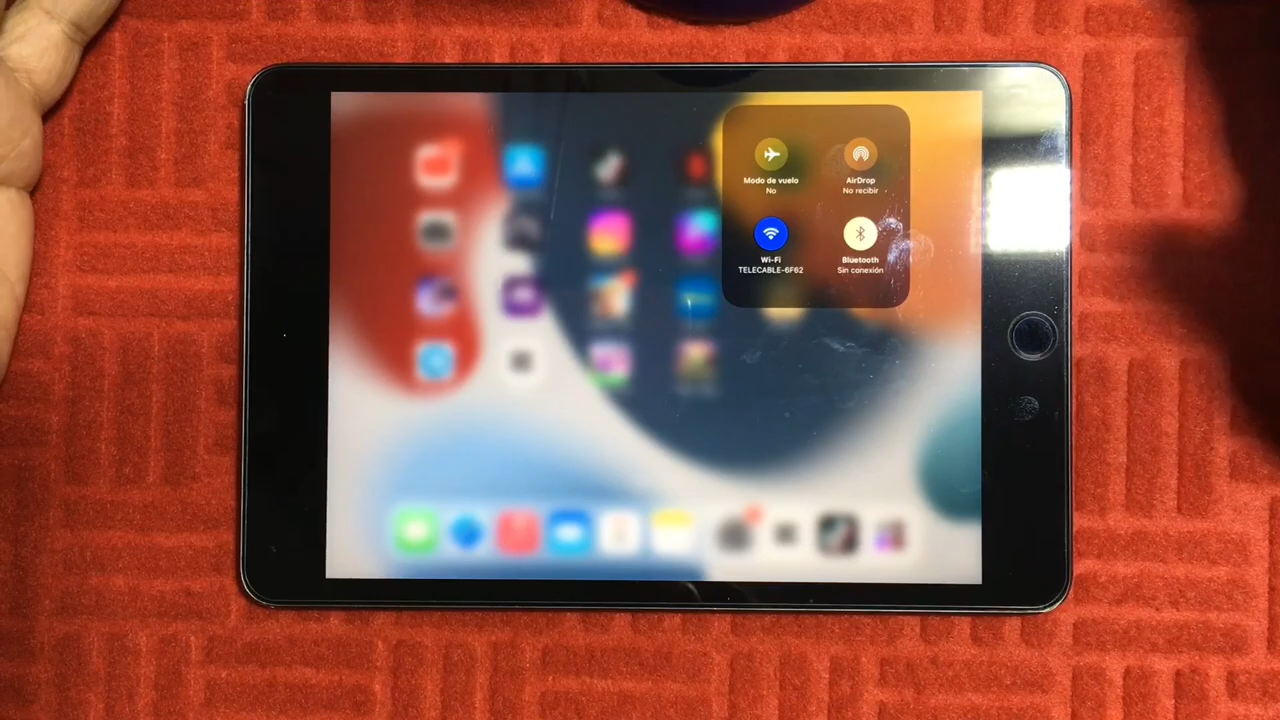 Modo de vuelo
No
AirDrop
No recibir
Wi-Fi
TELECABLE-6F62
Bluetooth
Sin conexión